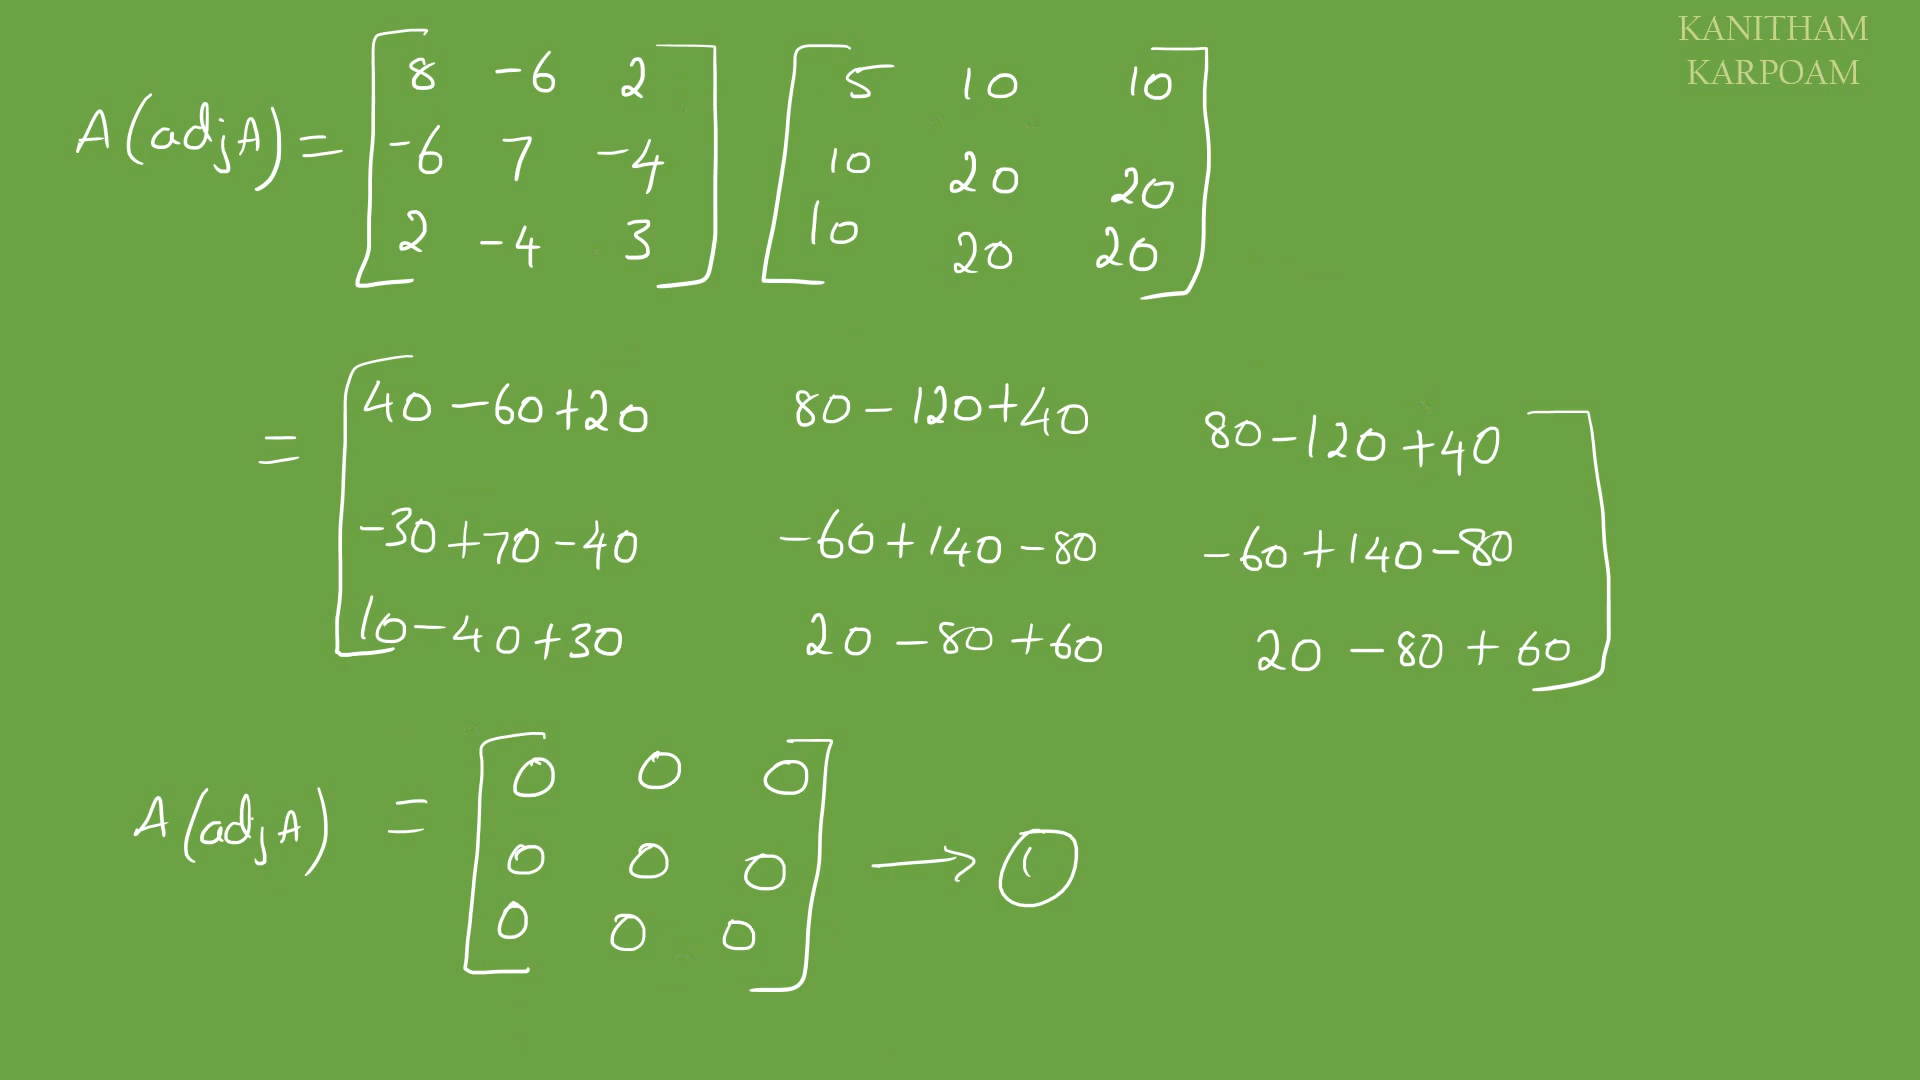 KANITHAM
KARPOAM
A(adjA) = [8 -6 2 [5 10 10
-6 7 -4 10 20 20
2 -4 3] 10 20 20]
= [40-60+20 80-120+40 80-120+40
-30+70-40 -60+140-80 -60+140-80
10-40+30 20-80+60 20-80+60]
A(adjA) = [0 0 0
0 0 0 → ①
0 0 0]